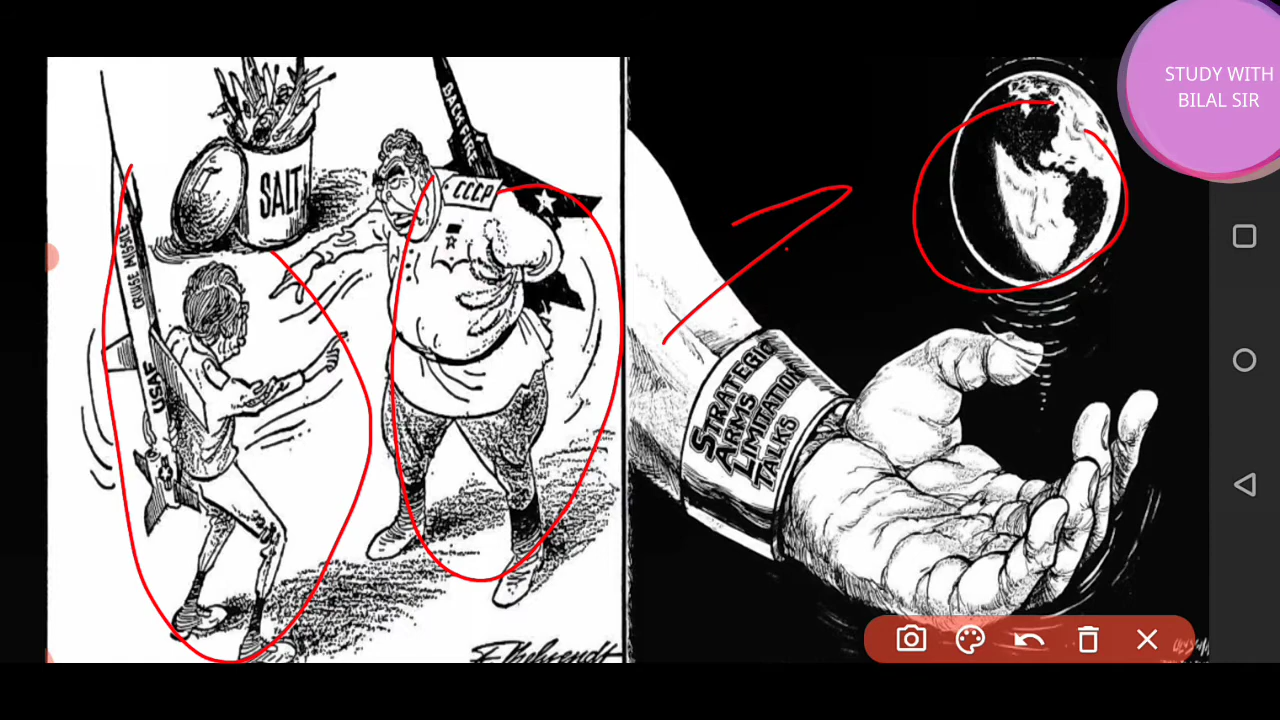 STUDY WITH
BILAL SIR
BACKFIRE
SALT
CCCP
CRUISE MISSILE
USAF
STRATEGIC
ARMS
LIMITATION
TALKS